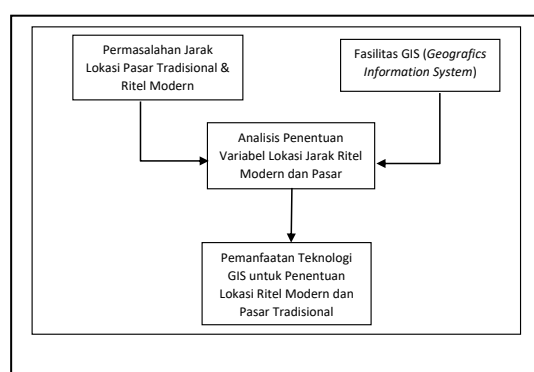 Permasalahan Jarak
Lokasi Pasar Tradisional &
Ritel Modern
Fasilitas GIS (Geografics
Information System)
Analisis Penentuan
Variabel Lokasi Jarak Ritel
Modern dan Pasar
Pemanfaatan Teknologi
GIS untuk Penentuan
Lokasi Ritel Modern dan
Pasar Tradisional